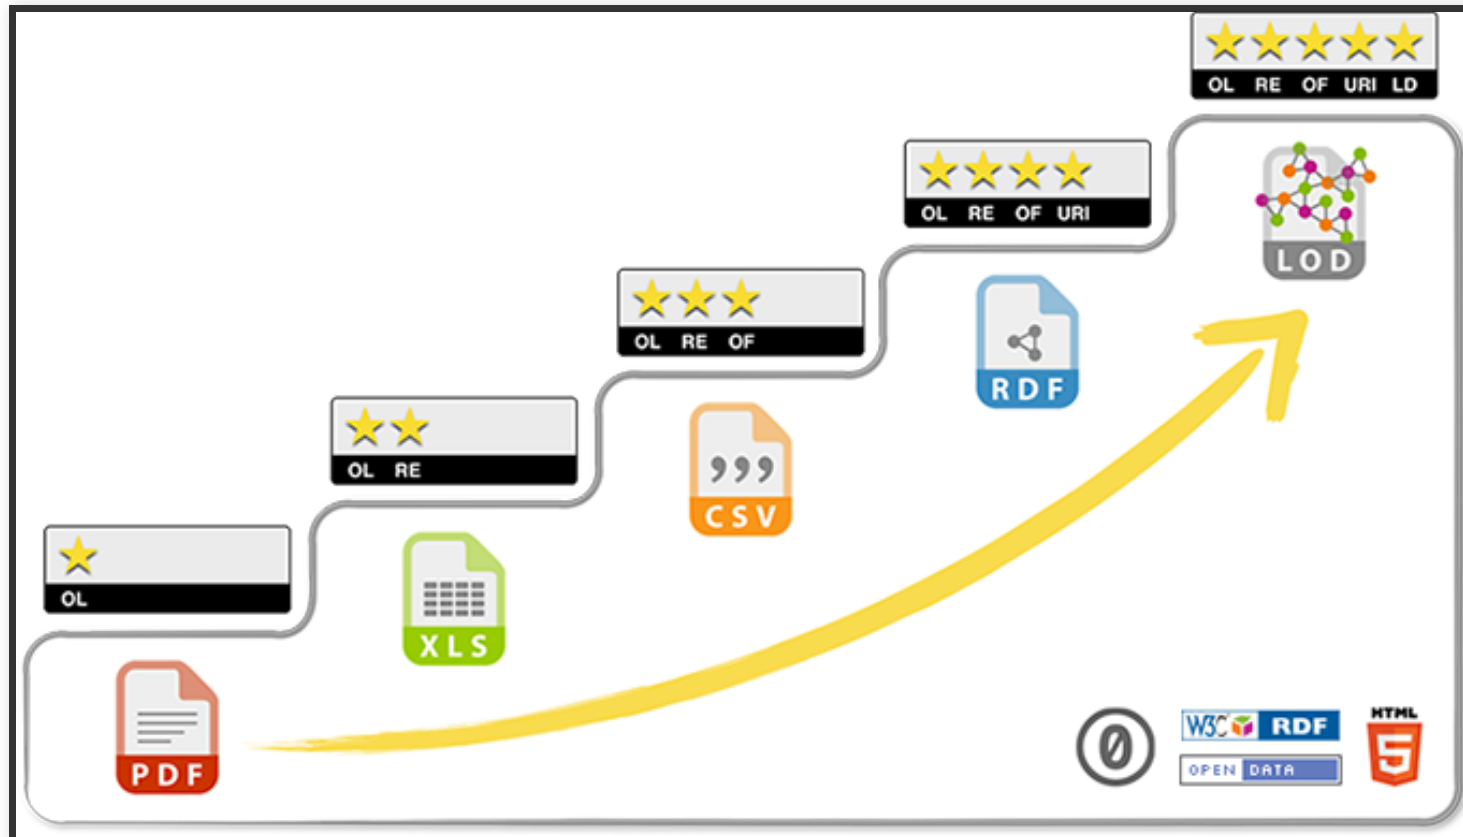 OL RE OF URI LD
LOD
OL RE OF URI
RDF
OL RE OF
CSV
OL RE
XLS
OL
PDF
0
W3C RDF
OPEN DATA
HTML
5